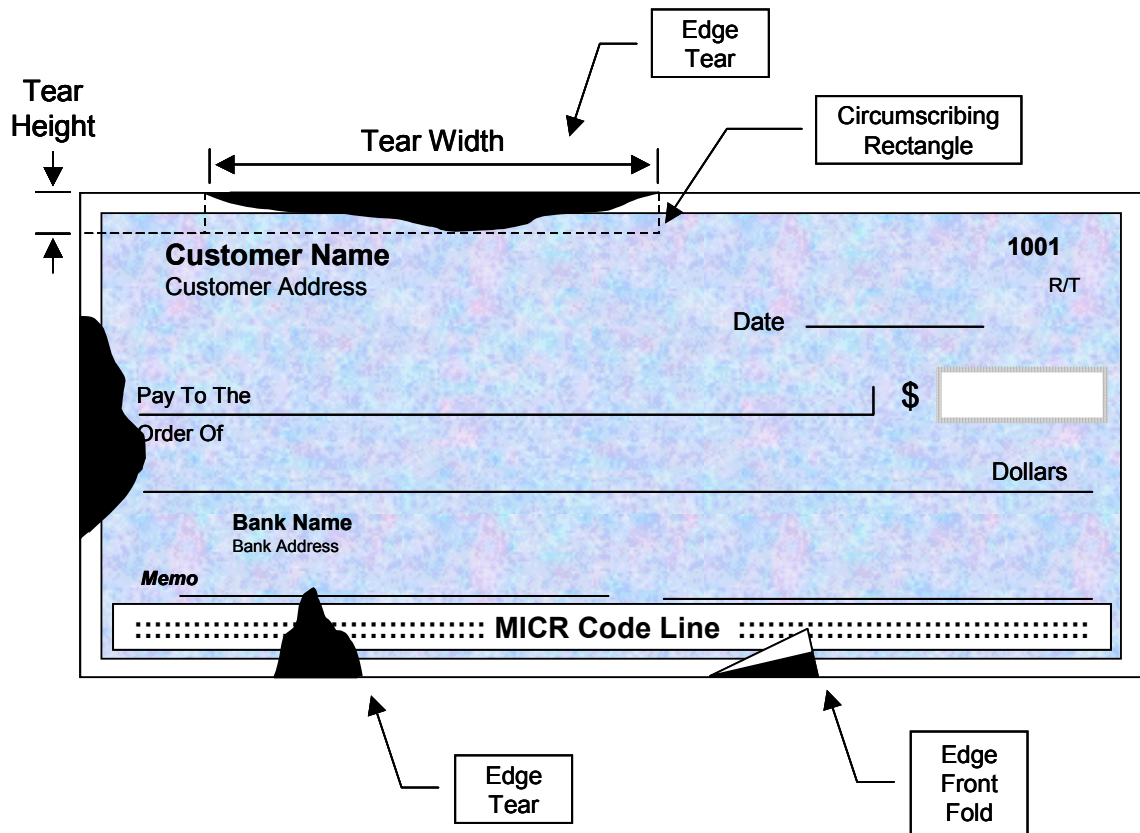 Edge
Tear
Tear
Height
Tear Width
Circumscribing
Rectangle
Customer Name
Customer Address
1001
R/T
Date
Pay To The
$
Order Of
Dollars
Bank Name
Bank Address
Memo
MICR Code Line
Edge
Tear
Edge
Front
Fold